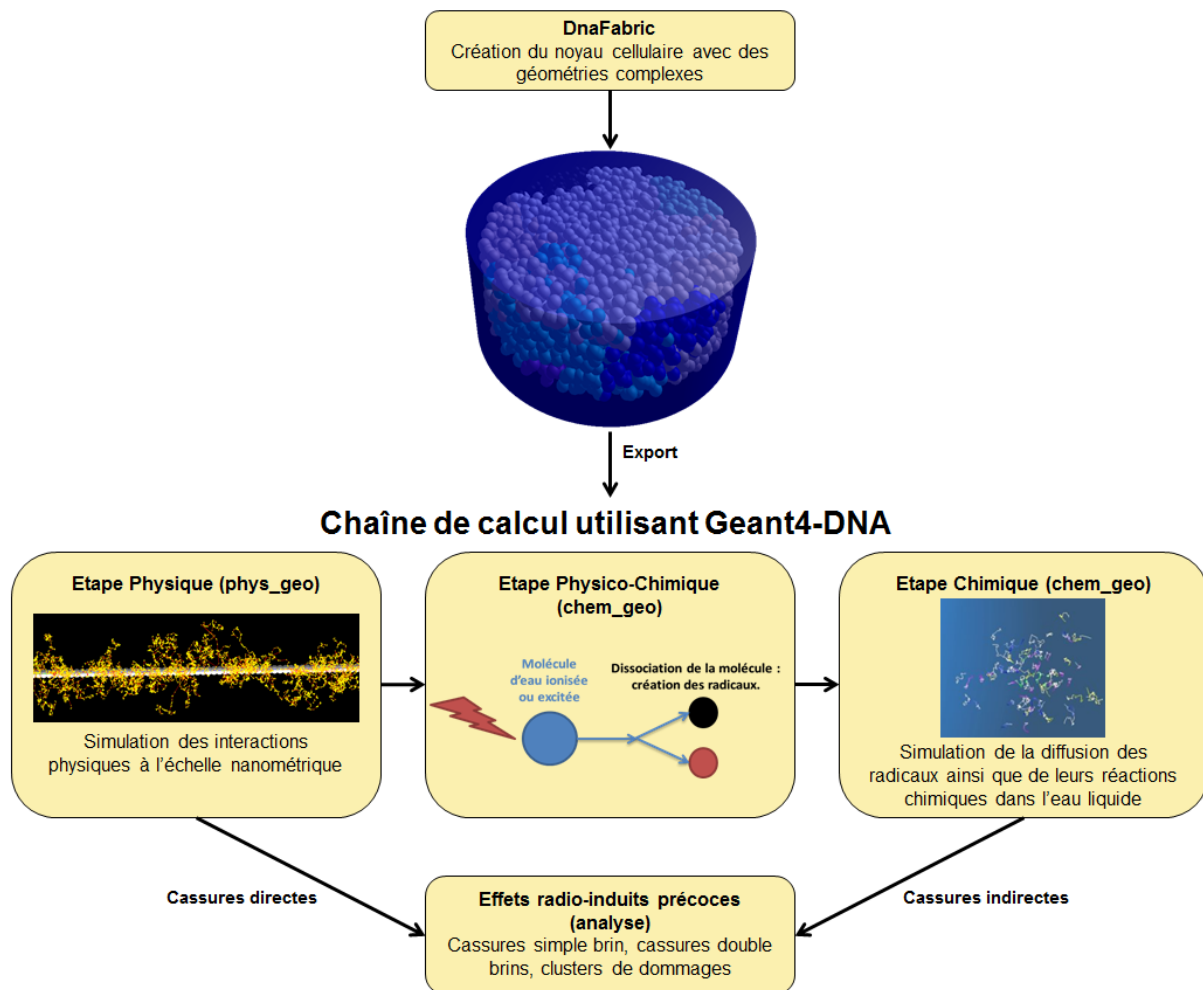 DnaFabric
Création du noyau cellulaire avec des
géométries complexes
Export
Chaîne de calcul utilisant Geant4-DNA
Etape Physique (phys_geo)
Simulation des interactions
physiques à l'échelle nanométrique
Etape Physico-Chimique
(chem_geo)
Molécule
d'eau ionisée
ou excitée
Dissociation de la molécule :
création des radicaux.
Etape Chimique (chem_geo)
Simulation de la diffusion des
radicaux ainsi que de leurs réactions
chimiques dans l'eau liquide
Cassures directes
Cassures indirectes
Effets radio-induits précoces
(analyse)
Cassures simple brin, cassures double
brins, clusters de dommages